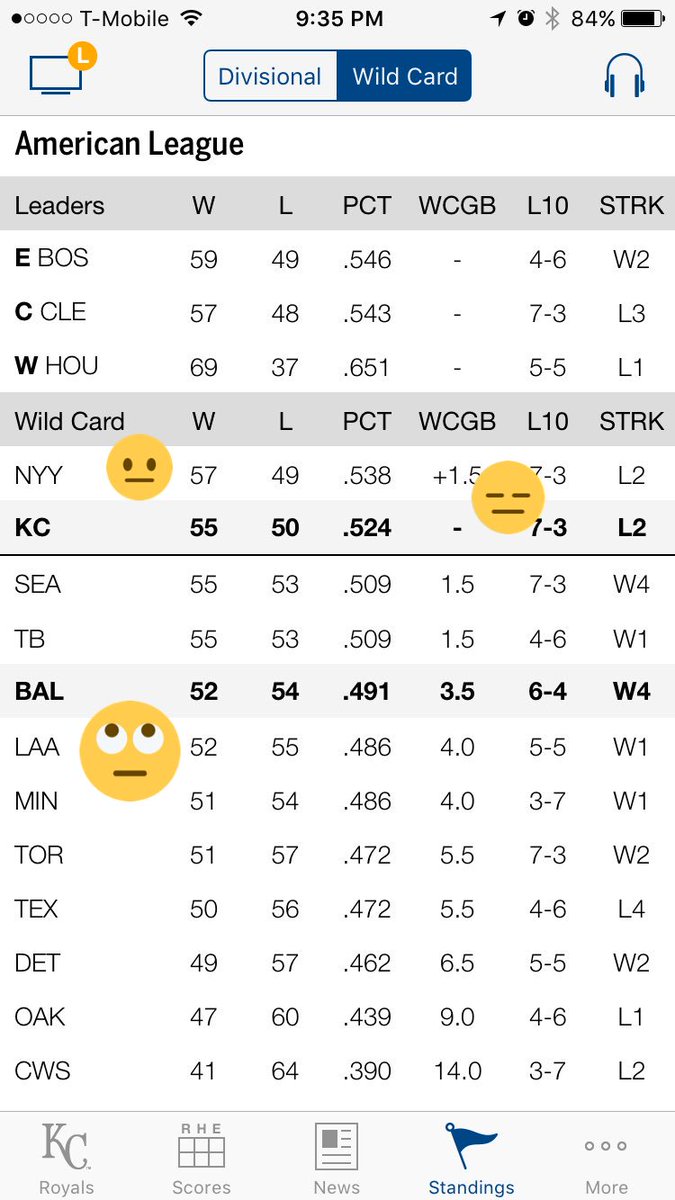 T-Mobile 9:35 PM 84%
L Divisional Wild Card
American League
Leaders W L PCT WCGB L10 STRK
E BOS 59 49 .546 - 4-6 W2
C CLE 57 48 .543 - 7-3 L3
W HOU 69 37 .651 - 5-5 L1
Wild Card W L PCT WCGB L10 STRK
NYY 57 49 .538 +1.5 7-3 L2
KC 55 50 .524 - 7-3 L2
SEA 55 53 .509 1.5 7-3 W4
TB 55 53 .509 1.5 4-6 W1
BAL 52 54 .491 3.5 6-4 W4
LAA 52 55 .486 4.0 5-5 W1
MIN 51 54 .486 4.0 3-7 W1
TOR 51 57 .472 5.5 7-3 W2
TEX 50 56 .472 5.5 4-6 L4
DET 49 57 .462 6.5 5-5 W2
OAK 47 60 .439 9.0 4-6 L1
CWS 41 64 .390 14.0 3-7 L2
KC R H E
Royals Scores News Standings More